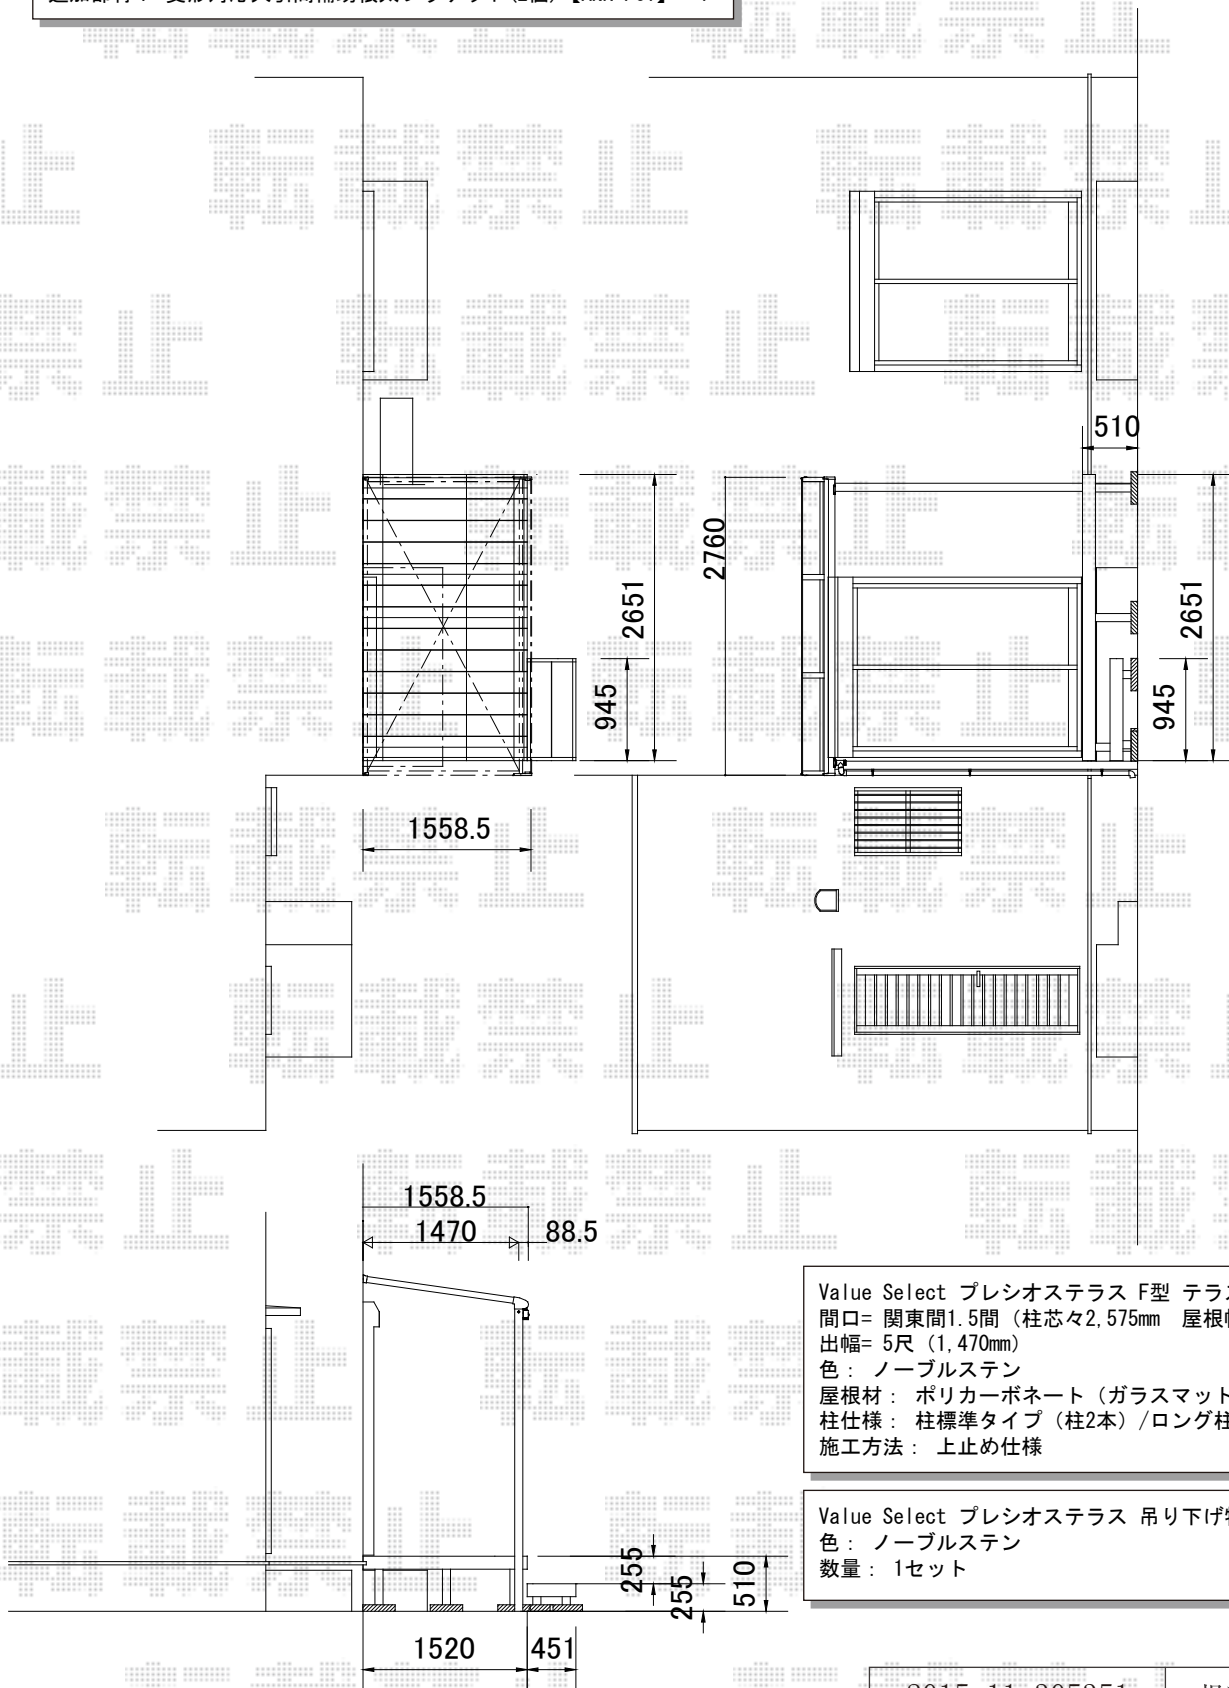 510
2760
2651
945
2651
945
1558.5
1558.5
1470
88.5
Value Select プレシオステラス F型 テラス
間口= 関東間1.5間（柱芯々2,575mm 屋根
出幅= 5尺（1,470mm）
色： ノーブルステン
屋根材： ポリカーボネート（ガラスマット
柱仕様： 柱標準タイプ（柱2本）/ロング柱
施工方法： 上止め仕様
Value Select プレシオステラス 吊り下げ
色： ノーブルステン
数量： 1セット
255
255
510
1520
451
転載禁止